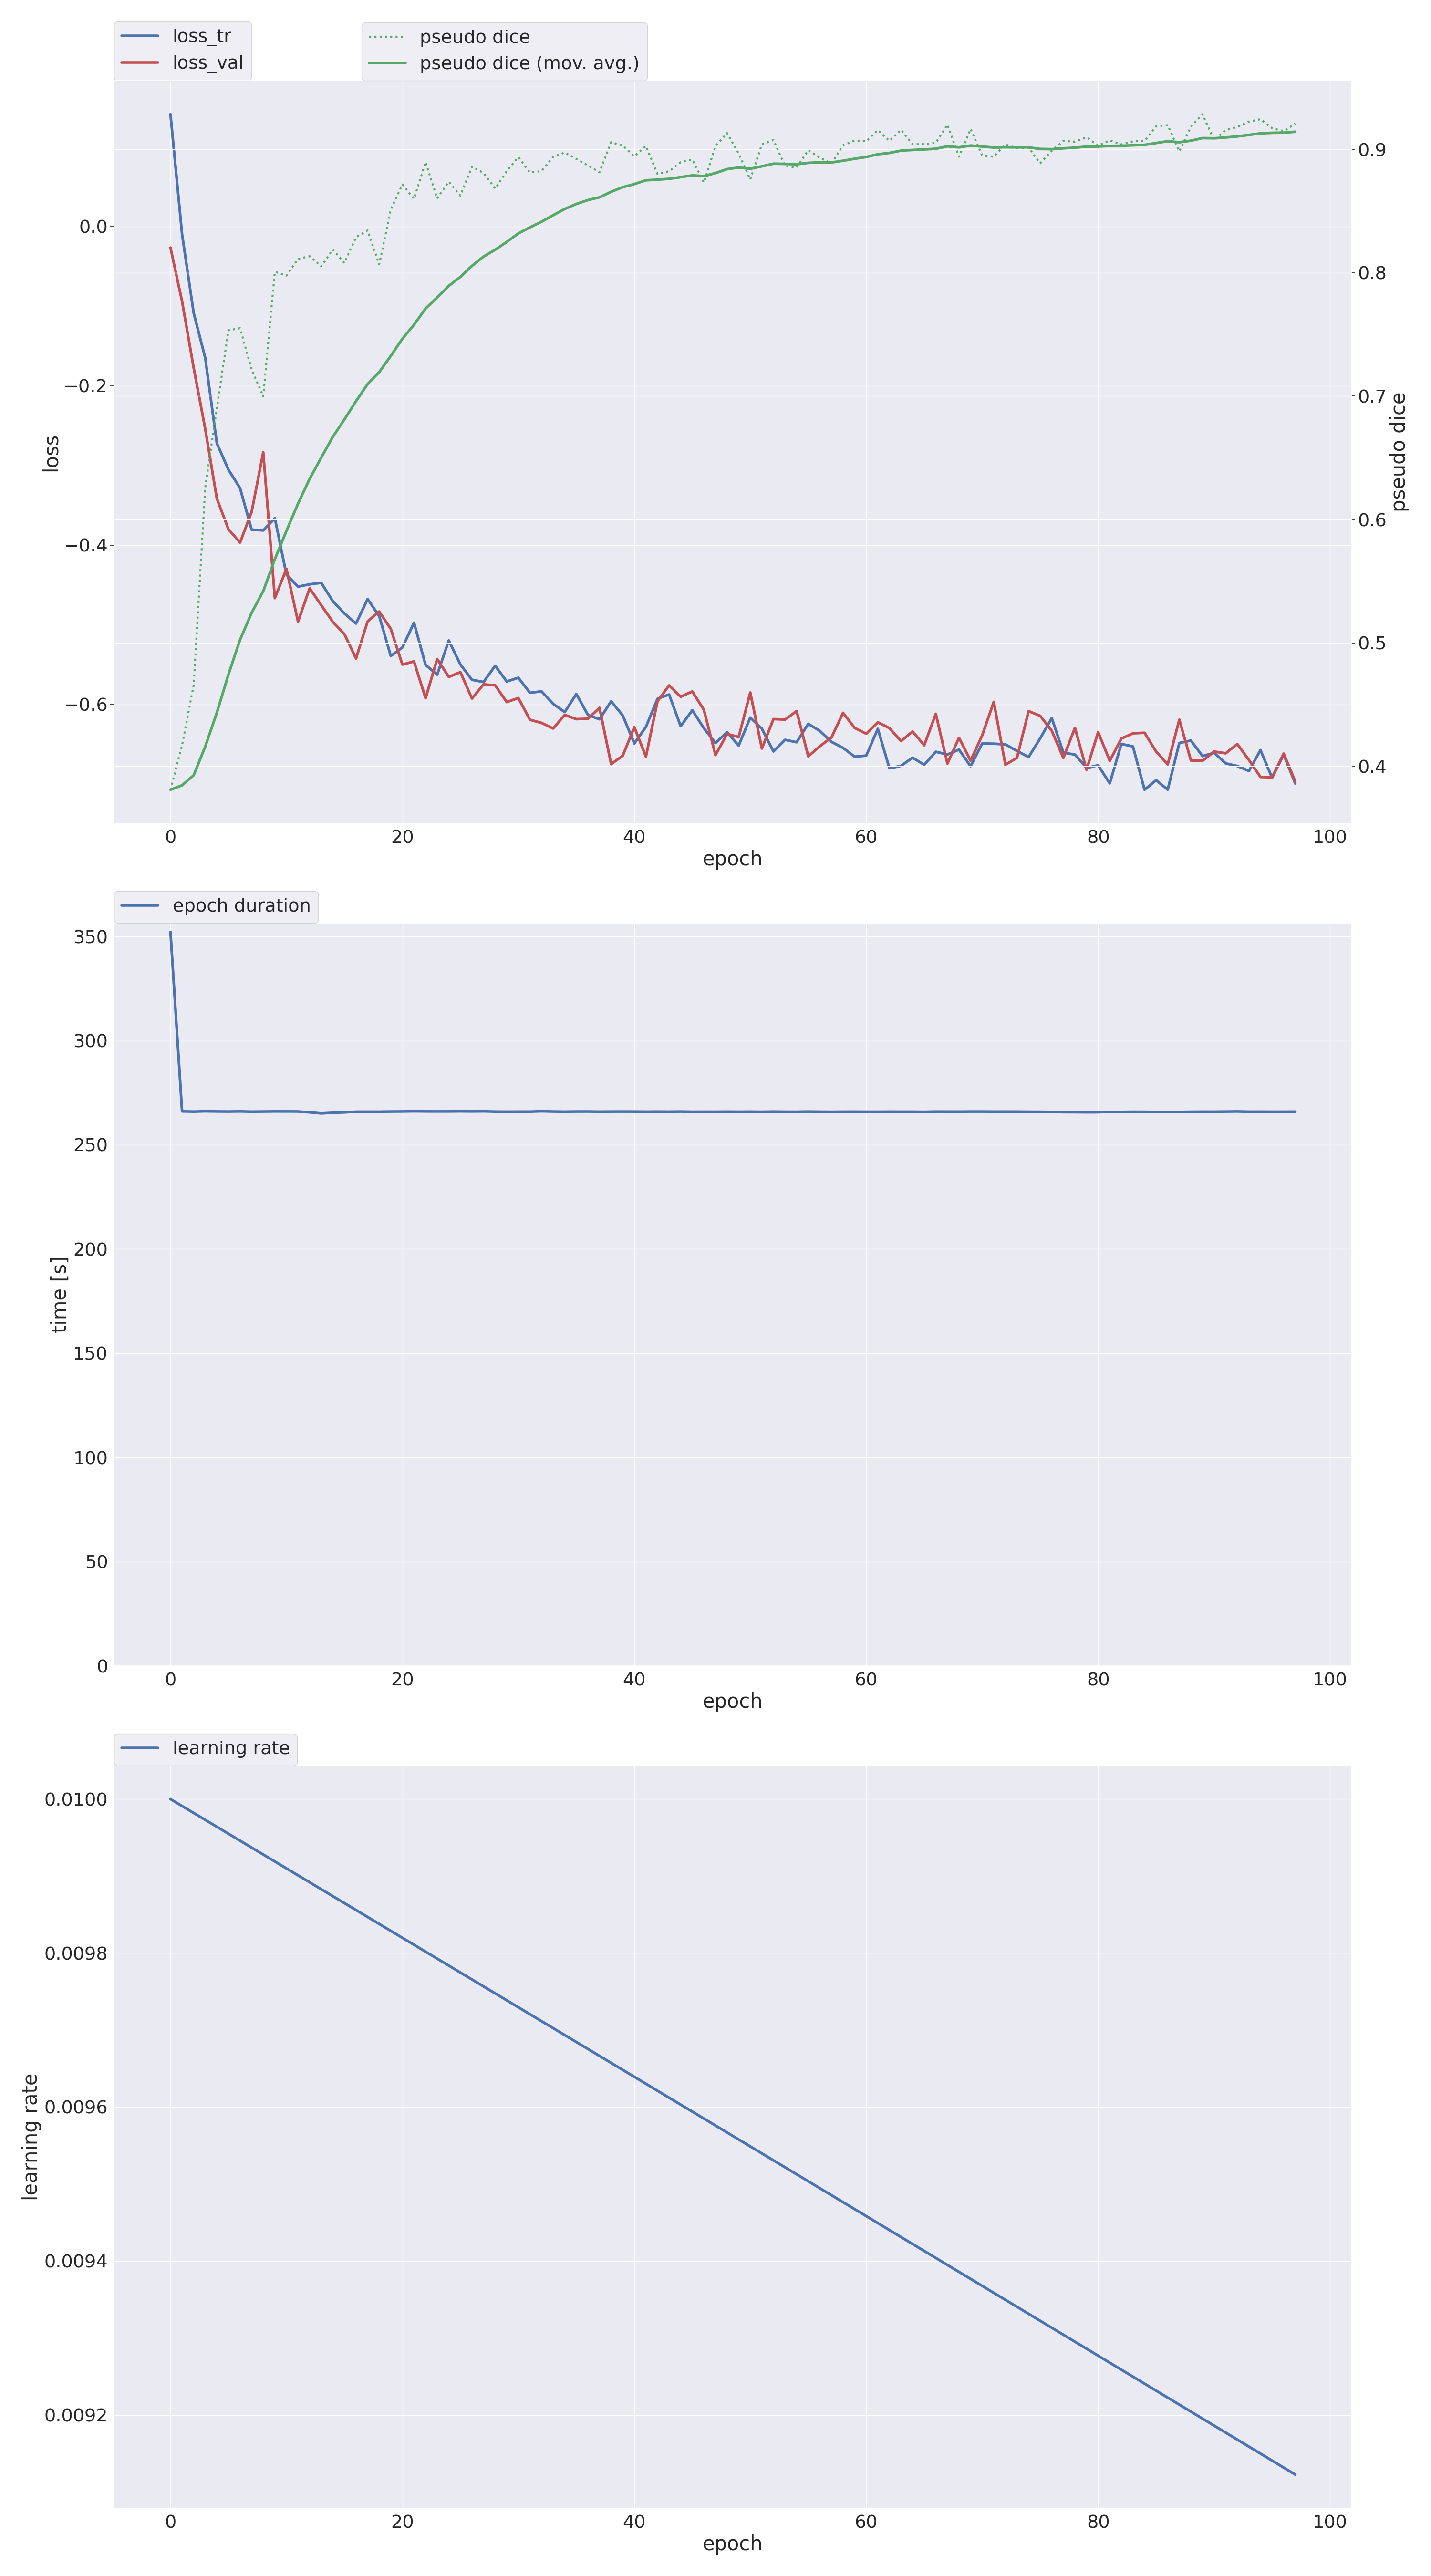 loss_tr
loss_val
pseudo dice
pseudo dice (mov. avg.)
0.0
−0.2
−0.4
−0.6
loss
0.9
0.8
0.7
0.6
0.5
0.4
pseudo dice
0 20 40 60 80 100
epoch
epoch duration
350
300
250
200
150
100
50
0
time [s]
0 20 40 60 80 100
epoch
learning rate
0.0100
0.0098
0.0096
0.0094
0.0092
learning rate
0 20 40 60 80 100
epoch